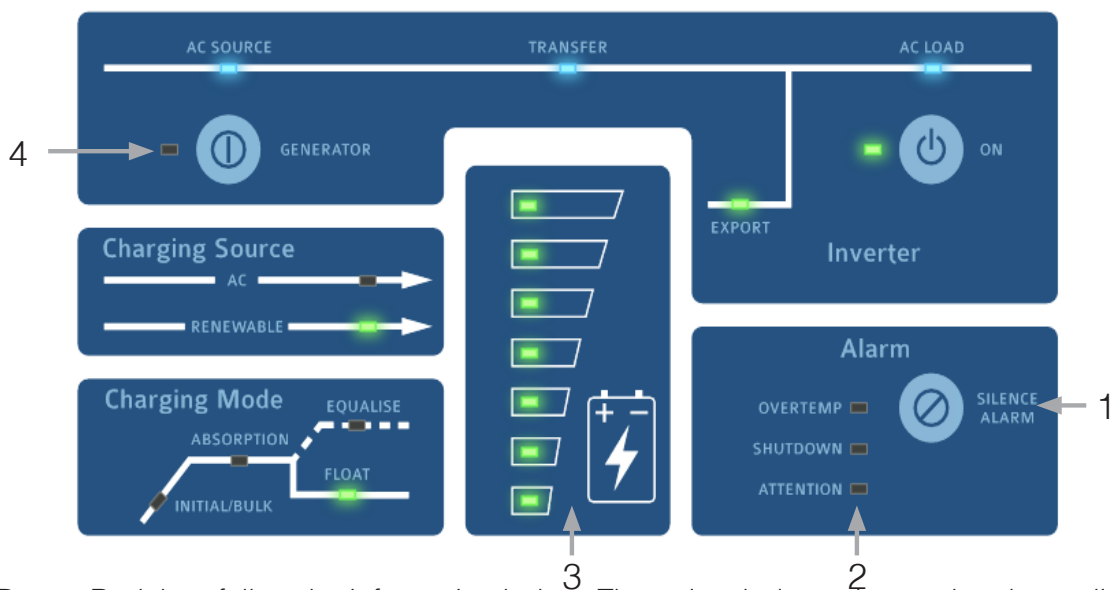 AC SOURCE
TRANSFER
AC LOAD
4
GENERATOR
ON
EXPORT
Inverter
Charging Source
AC
RENEWABLE
Charging Mode
EQUALISE
ABSORPTION
FLOAT
INITIAL/BULK
+ −
Alarm
OVERTEMP
SILENCE
ALARM
1
SHUTDOWN
ATTENTION
3
2